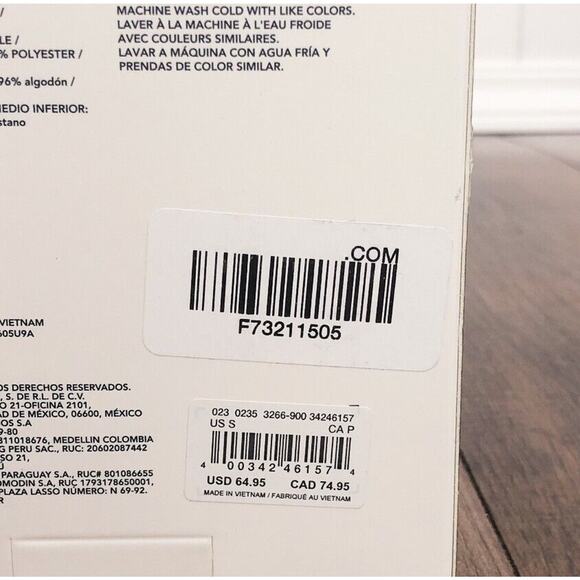 MACHINE WASH COLD WITH LIKE COLORS.
LAVER À LA MACHINE À L'EAU FROIDE
AVEC COULEURS SIMILAIRES.
LAVAR A MÁQUINA CON AGUA FRÍA Y
PRENDAS DE COLOR SIMILAR.
/
LE /
% POLYESTER /
96% algodón /
MEDIO INFERIOR:
stano
.COM
F73211505
VIETNAM
605U9A
OS DERECHOS RESERVADOS.
, S. DE R.L. DE C.V.
O 21-OFICINA 2101,
AD DE MÉXICO, 06600, MÉXICO
OS S.A
9-80
811018676, MEDELLIN COLOMBIA
G PERU SAC., RUC: 20602087442
SO 21,
Ú
PARAGUAY S.A., RUC# 801086655
OMODIN S.A, RUC 1793178650001,
PLAZA LASSO NÚMERO: N 69-92.
R
023 0235 3266-900 34246157
US S CA P
4 00342 46157 4
USD 64.95 CAD 74.95
MADE IN VIETNAM / FABRIQUÉ AU VIETNAM